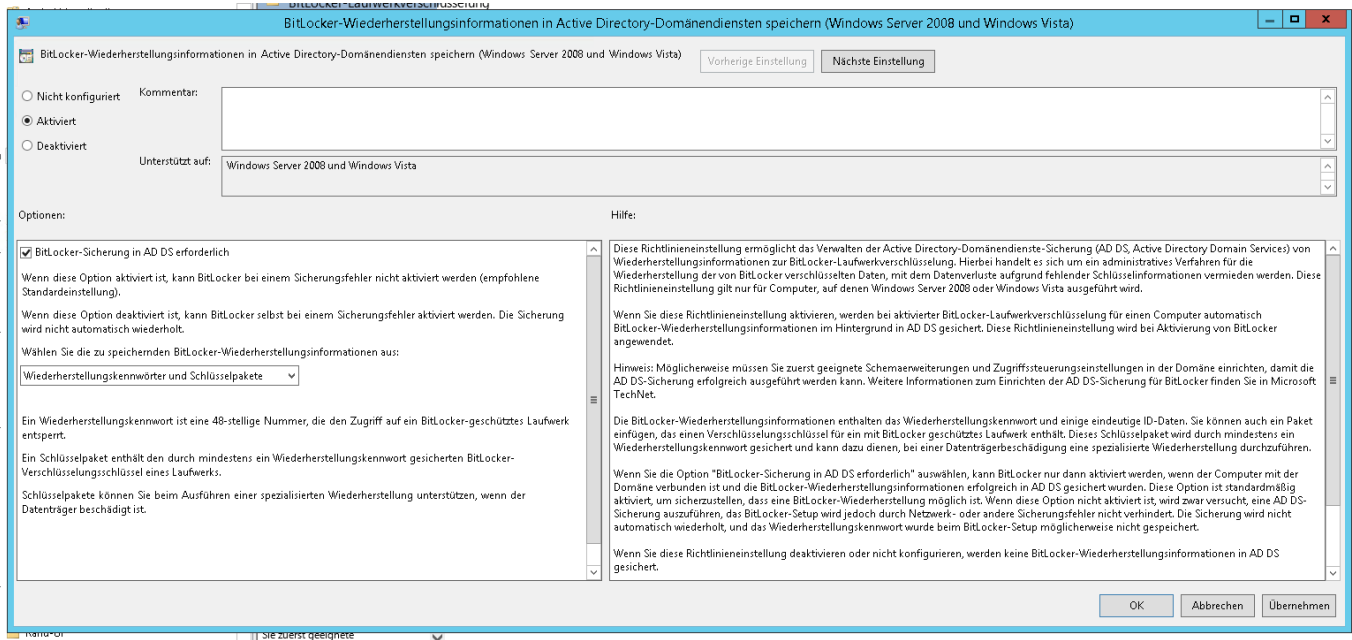 BitLocker-Laufwerkverschlüsselung
BitLocker-Wiederherstellungsinformationen in Active Directory-Domänendiensten speichern (Windows Server 2008 und Windows Vista)
BitLocker-Wiederherstellungsinformationen in Active Directory-Domänendiensten speichern (Windows Server 2008 und Windows Vista)
Vorherige Einstellung
Nächste Einstellung
Nicht konfiguriert
Aktiviert
Deaktiviert
Kommentar:
Unterstützt auf:
Windows Server 2008 und Windows Vista
Optionen:
Hilfe:
BitLocker-Sicherung in AD DS erforderlich
Wenn diese Option aktiviert ist, kann BitLocker bei einem Sicherungsfehler nicht aktiviert werden (empfohlene
Standardeinstellung).
Wenn diese Option deaktiviert ist, kann BitLocker selbst bei einem Sicherungsfehler aktiviert werden. Die Sicherung
wird nicht automatisch wiederholt.
Wählen Sie die zu speichernden BitLocker-Wiederherstellungsinformationen aus:
Wiederherstellungskennwörter und Schlüsselpakete
Ein Wiederherstellungskennwort ist eine 48-stellige Nummer, die den Zugriff auf ein BitLocker-geschütztes Laufwerk
entsperrt.
Ein Schlüsselpaket enthält den durch mindestens ein Wiederherstellungskennwort gesicherten BitLocker-
Verschlüsselungsschlüssel eines Laufwerks.
Schlüsselpakete können Sie beim Ausführen einer spezialisierten Wiederherstellung unterstützen, wenn der
Datenträger beschädigt ist.
Diese Richtlinieneinstellung ermöglicht das Verwalten der Active Directory-Domänendienste-Sicherung (AD DS, Active Directory Domain Services) von
Wiederherstellungsinformationen zur BitLocker-Laufwerkverschlüsselung. Hierbei handelt es sich um ein administratives Verfahren für die
Wiederherstellung der von BitLocker verschlüsselten Daten, mit dem Datenverluste aufgrund fehlender Schlüsselinformationen vermieden werden. Diese
Richtlinieneinstellung gilt nur für Computer, auf denen Windows Server 2008 oder Windows Vista ausgeführt wird.
Wenn Sie diese Richtlinieneinstellung aktivieren, werden bei aktivierter BitLocker-Laufwerkverschlüsselung für einen Computer automatisch
BitLocker-Wiederherstellungsinformationen im Hintergrund in AD DS gesichert. Diese Richtlinieneinstellung wird bei Aktivierung von BitLocker
angewendet.
Hinweis: Möglicherweise müssen Sie zuerst geeignete Schemaerweiterungen und Zugriffssteuerungseinstellungen in der Domäne einrichten, damit die
AD DS-Sicherung erfolgreich ausgeführt werden kann. Weitere Informationen zum Einrichten der AD DS-Sicherung für BitLocker finden Sie in Microsoft
TechNet.
Die BitLocker-Wiederherstellungsinformationen enthalten das Wiederherstellungskennwort und einige eindeutige ID-Daten. Sie können auch ein Paket
einfügen, das einen Verschlüsselungsschlüssel für ein mit BitLocker geschütztes Laufwerk enthält. Dieses Schlüsselpaket wird durch mindestens ein
Wiederherstellungskennwort gesichert und kann dazu dienen, bei einer Datenträgerbeschädigung eine spezialisierte Wiederherstellung durchzuführen.
Wenn Sie die Option "BitLocker-Sicherung in AD DS erforderlich" auswählen, kann BitLocker nur dann aktiviert werden, wenn der Computer mit der
Domäne verbunden ist und die BitLocker-Wiederherstellungsinformationen erfolgreich in AD DS gesichert wurden. Diese Option ist standardmäßig
aktiviert, um sicherzustellen, dass eine BitLocker-Wiederherstellung möglich ist. Wenn diese Option nicht aktiviert ist, wird zwar versucht, eine AD DS-
Sicherung auszuführen, das BitLocker-Setup wird jedoch durch Netzwerk- oder andere Sicherungsfehler nicht verhindert. Die Sicherung wird nicht
automatisch wiederholt, und das Wiederherstellungskennwort wurde beim BitLocker-Setup möglicherweise nicht gespeichert.
Wenn Sie diese Richtlinieneinstellung deaktivieren oder nicht konfigurieren, werden keine BitLocker-Wiederherstellungsinformationen in AD DS
gesichert.
OK
Abbrechen
Übernehmen
Sie zuerst geeignete